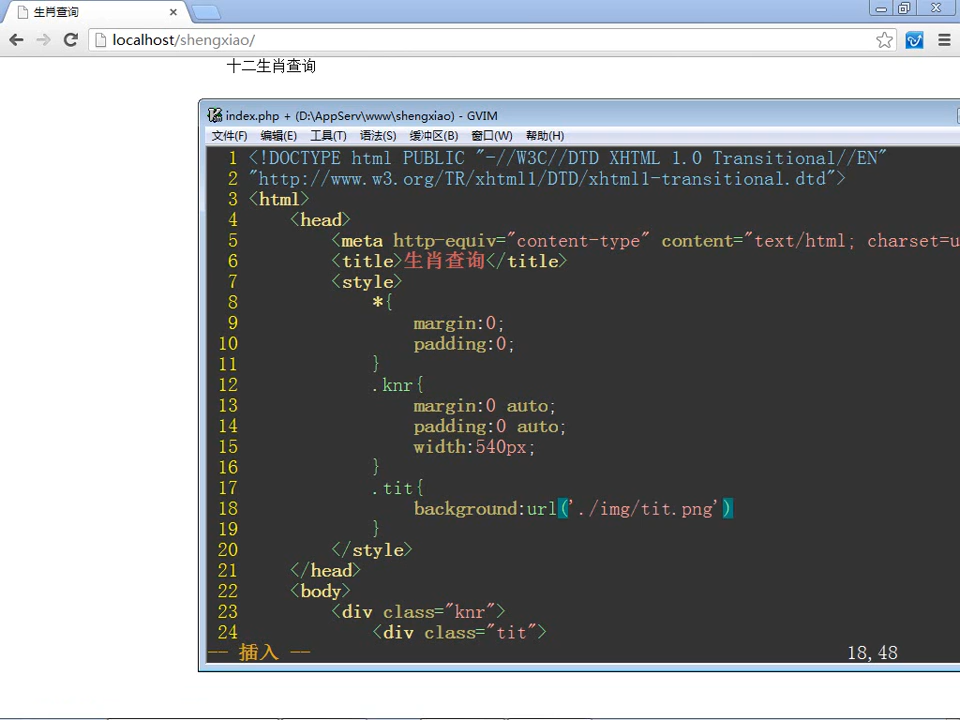 生肖查询
localhost/shengxiao/
十二生肖查询
index.php + (D:\AppServ\www\shengxiao) - GVIM
文件(F) 编辑(E) 工具(T) 语法(S) 缓冲区(B) 窗口(W) 帮助(H)
1 <!DOCTYPE html PUBLIC "-//W3C//DTD XHTML 1.0 Transitional//EN"
2 "http://www.w3.org/TR/xhtml1/DTD/xhtml1-transitional.dtd">
3 <html>
4 <head>
5 <meta http-equiv="content-type" content="text/html; charset=u
6 <title>生肖查询</title>
7 <style>
8 *{
9 margin:0;
10 padding:0;
11 }
12 .knr{
13 margin:0 auto;
14 padding:0 auto;
15 width:540px;
16 }
17 .tit{
18 background:url('./img/tit.png')
19 }
20 </style>
21 </head>
22 <body>
23 <div class="knr">
24 <div class="tit">
-- 插入 -- 18,48